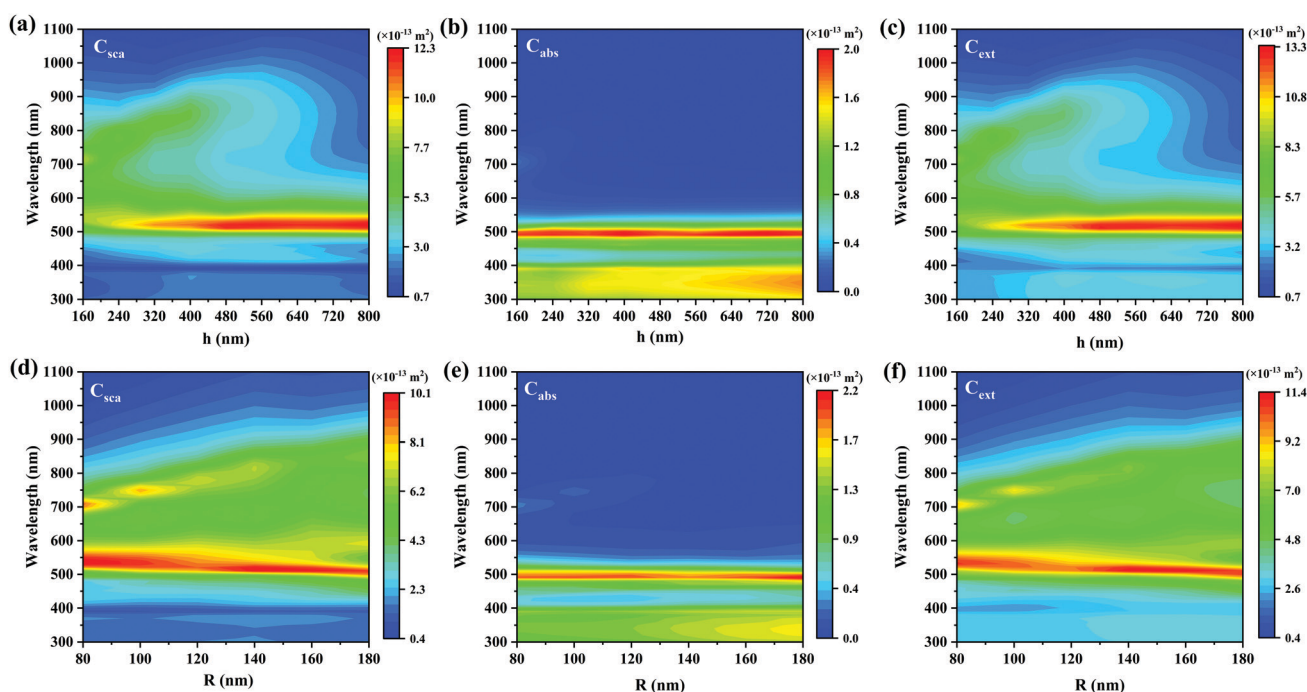 (a)
C_sca
(×10⁻¹³ m²)
Wavelength (nm)
1100
1000
900
800
700
600
500
400
300
160 240 320 400 480 560 640 720 800
h (nm)
12.3
10.0
7.7
5.3
3.0
0.7
(b)
C_abs
(×10⁻¹³ m²)
Wavelength (nm)
1100
1000
900
800
700
600
500
400
300
160 240 320 400 480 560 640 720 800
h (nm)
2.0
1.6
1.2
0.8
0.4
0.0
(c)
C_ext
(×10⁻¹³ m²)
Wavelength (nm)
1100
1000
900
800
700
600
500
400
300
160 240 320 400 480 560 640 720 800
h (nm)
13.3
10.8
8.3
5.7
3.2
0.7
(d)
C_sca
(×10⁻¹³ m²)
Wavelength (nm)
1100
1000
900
800
700
600
500
400
300
80 100 120 140 160 180
R (nm)
10.1
8.1
6.2
4.3
2.3
0.4
(e)
C_abs
(×10⁻¹³ m²)
Wavelength (nm)
1100
1000
900
800
700
600
500
400
300
80 100 120 140 160 180
R (nm)
2.2
1.7
1.3
0.9
0.4
0.0
(f)
C_ext
(×10⁻¹³ m²)
Wavelength (nm)
1100
1000
900
800
700
600
500
400
300
80 100 120 140 160 180
R (nm)
11.4
9.2
7.0
4.8
2.6
0.4